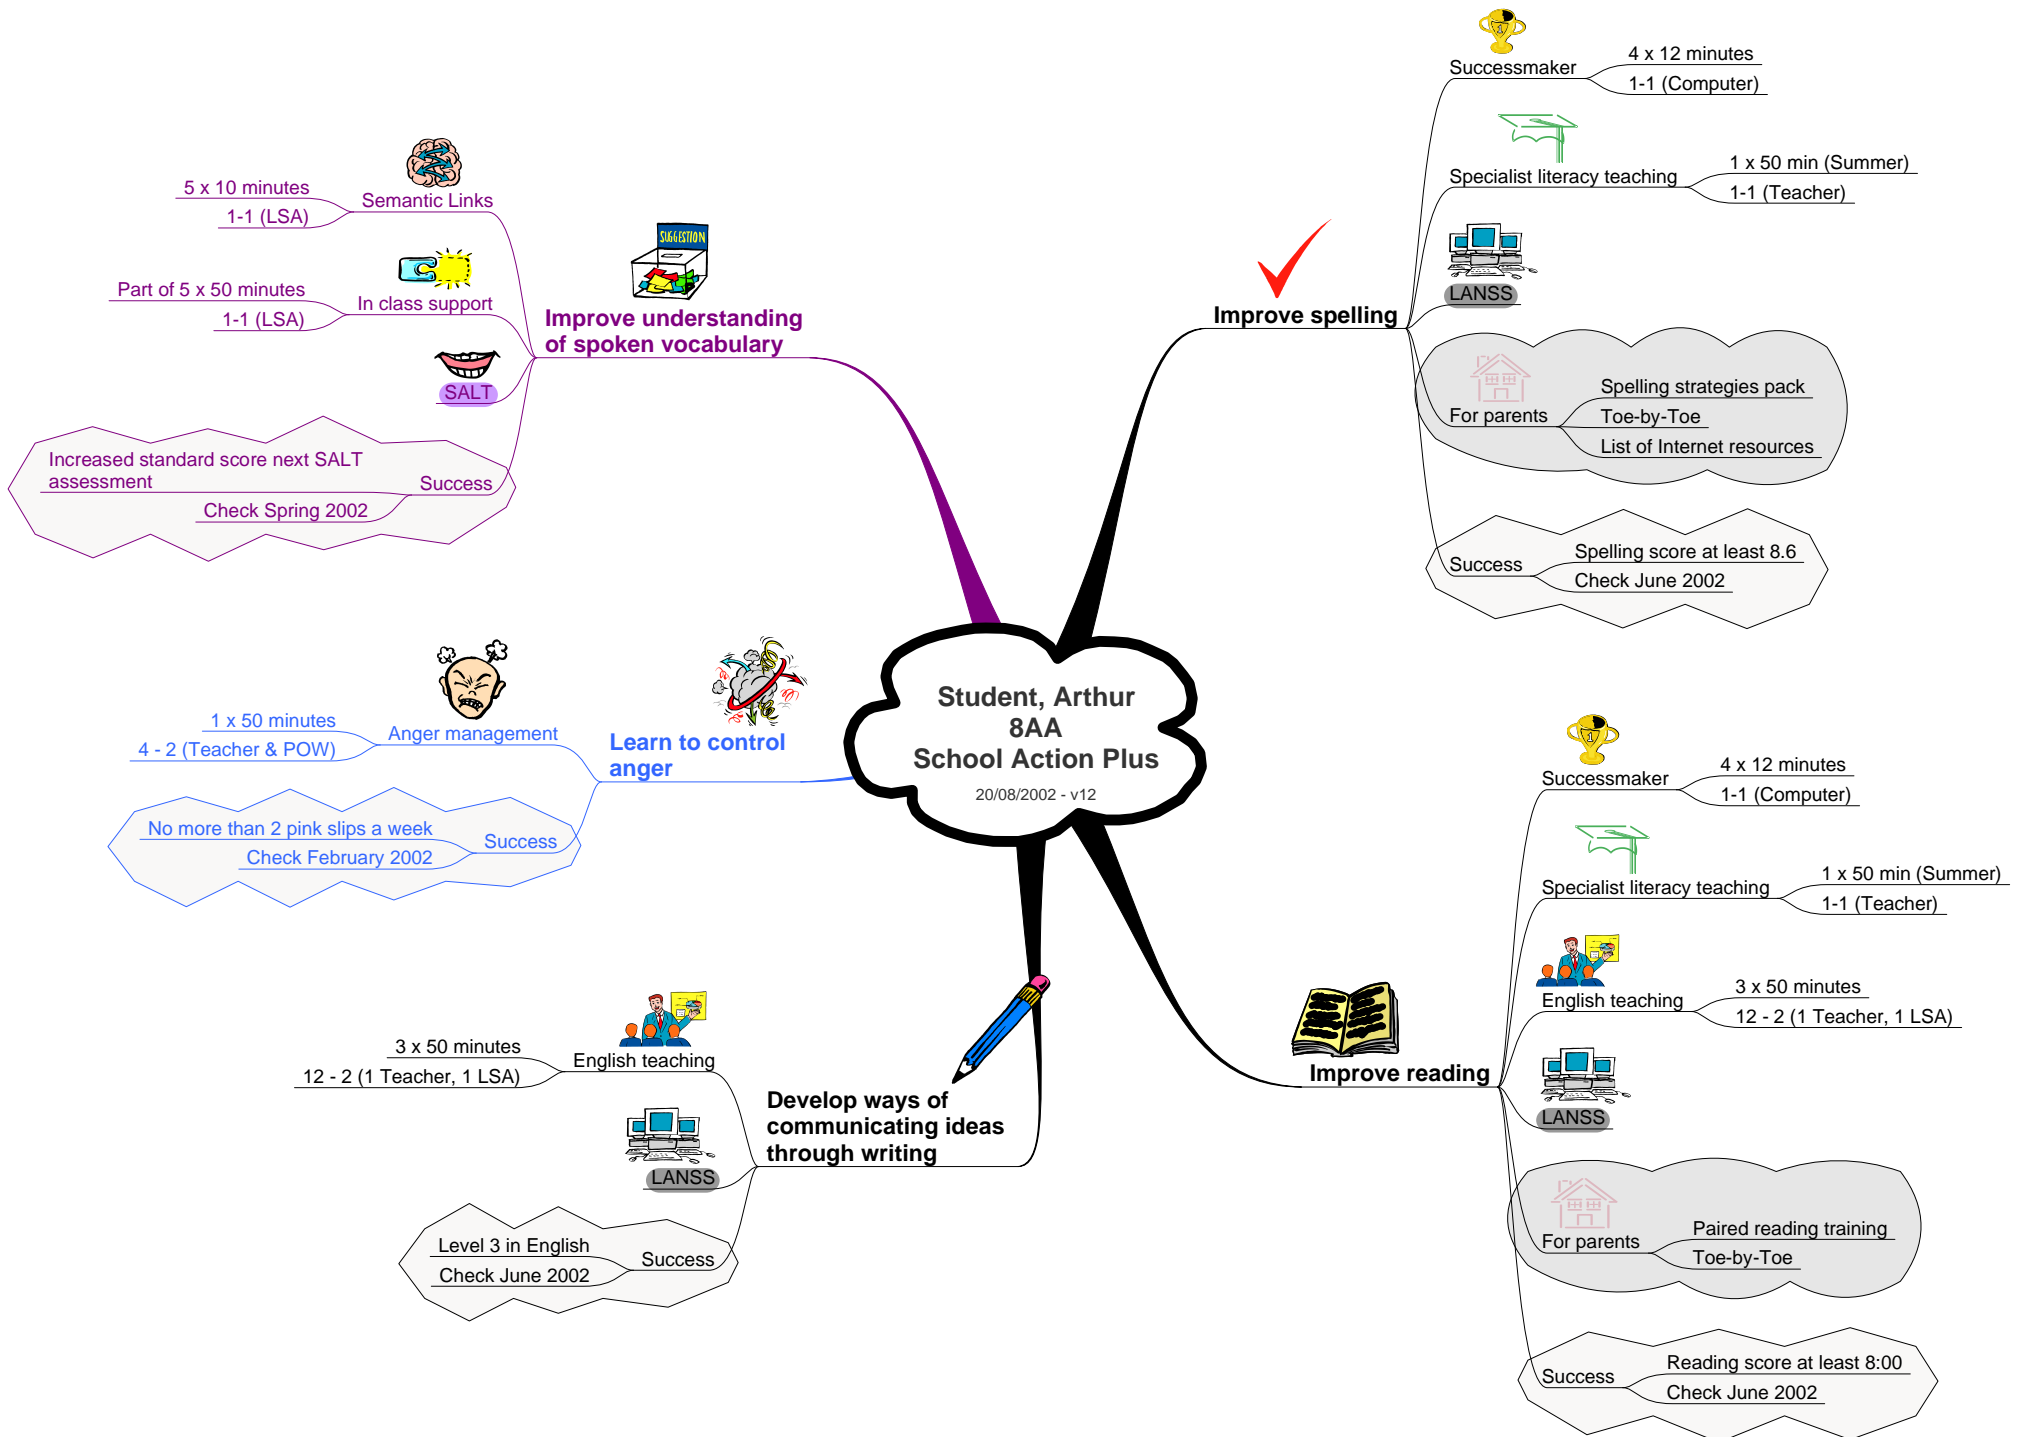 Student, Arthur
8AA
School Action Plus
20/08/2002 - v12
Improve spelling
Successmaker
4 x 12 minutes
1-1 (Computer)
Specialist literacy teaching
1 x 50 min (Summer)
1-1 (Teacher)
LANSS
For parents
Spelling strategies pack
Toe-by-Toe
List of Internet resources
Success
Spelling score at least 8.6
Check June 2002
Improve reading
Successmaker
4 x 12 minutes
1-1 (Computer)
Specialist literacy teaching
1 x 50 min (Summer)
1-1 (Teacher)
English teaching
3 x 50 minutes
12 - 2 (1 Teacher, 1 LSA)
LANSS
For parents
Paired reading training
Toe-by-Toe
Success
Reading score at least 8:00
Check June 2002
Develop ways of
communicating ideas
through writing
English teaching
3 x 50 minutes
12 - 2 (1 Teacher, 1 LSA)
LANSS
Success
Level 3 in English
Check June 2002
Learn to control
anger
Anger management
1 x 50 minutes
4 - 2 (Teacher & POW)
Success
No more than 2 pink slips a week
Check February 2002
SUGGESTION
Improve understanding
of spoken vocabulary
Semantic Links
5 x 10 minutes
1-1 (LSA)
In class support
Part of 5 x 50 minutes
1-1 (LSA)
SALT
Success
Increased standard score next SALT
assessment
Check Spring 2002
1
1